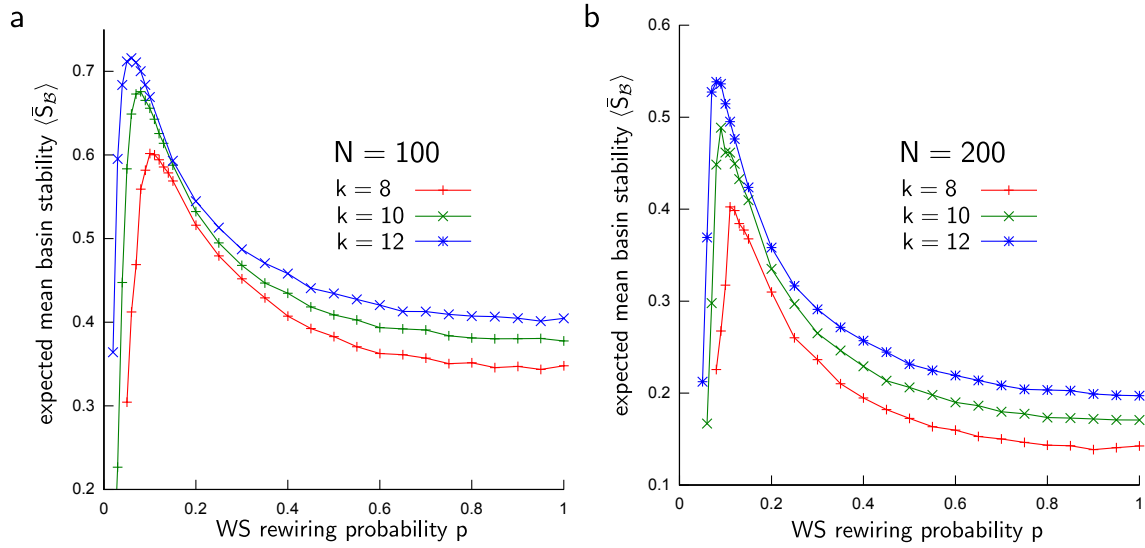 a
expected mean basin stability ⟨S̄_𝓑⟩
0.7
0.6
0.5
0.4
0.3
0.2
N = 100
k = 8
k = 10
k = 12
0 0.2 0.4 0.6 0.8 1
WS rewiring probability p
b
expected mean basin stability ⟨S̄_𝓑⟩
0.6
0.5
0.4
0.3
0.2
0.1
N = 200
k = 8
k = 10
k = 12
0 0.2 0.4 0.6 0.8 1
WS rewiring probability p